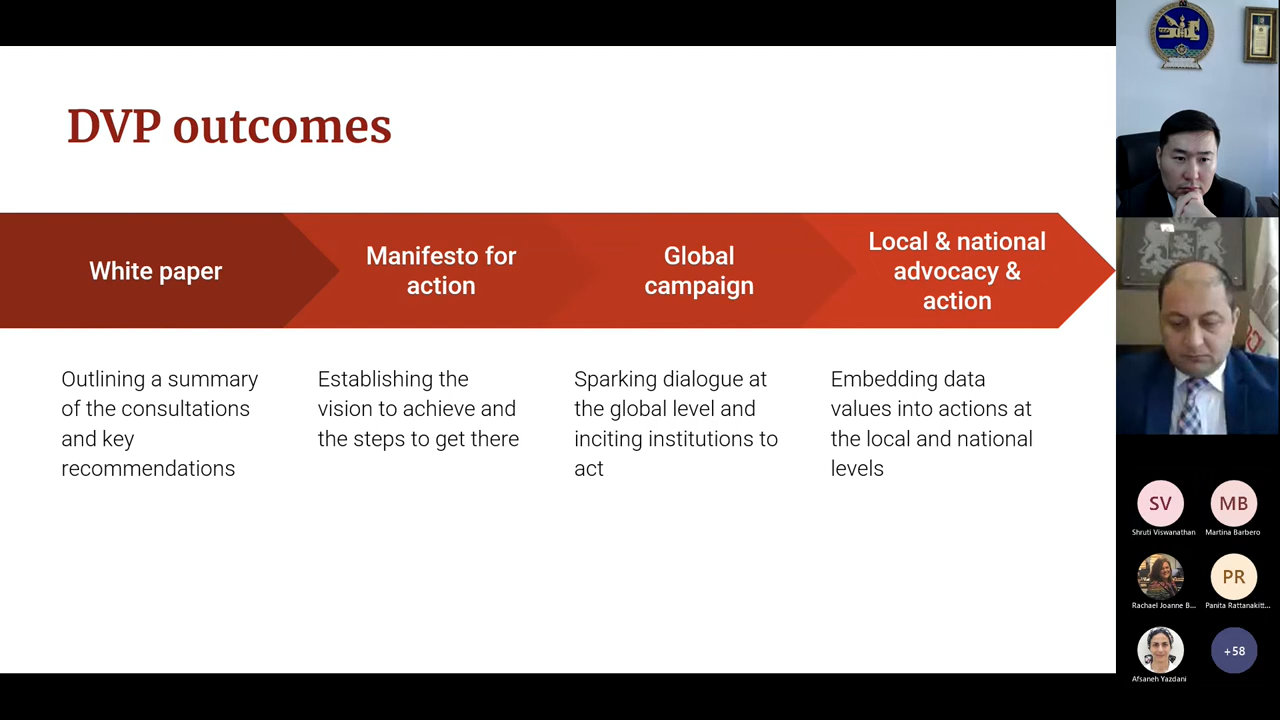 DVP outcomes
White paper
Manifesto for
action
Global
campaign
Local & national
advocacy &
action
Outlining a summary
of the consultations
and key
recommendations
Establishing the
vision to achieve and
the steps to get there
Sparking dialogue at
the global level and
inciting institutions to
act
Embedding data
values into actions at
the local and national
levels
SV
Shruti Viswanathan
MB
Martina Barbero
Rachael Joanne B...
PR
Panita Rattanakitt...
Afsaneh Yazdani
+58